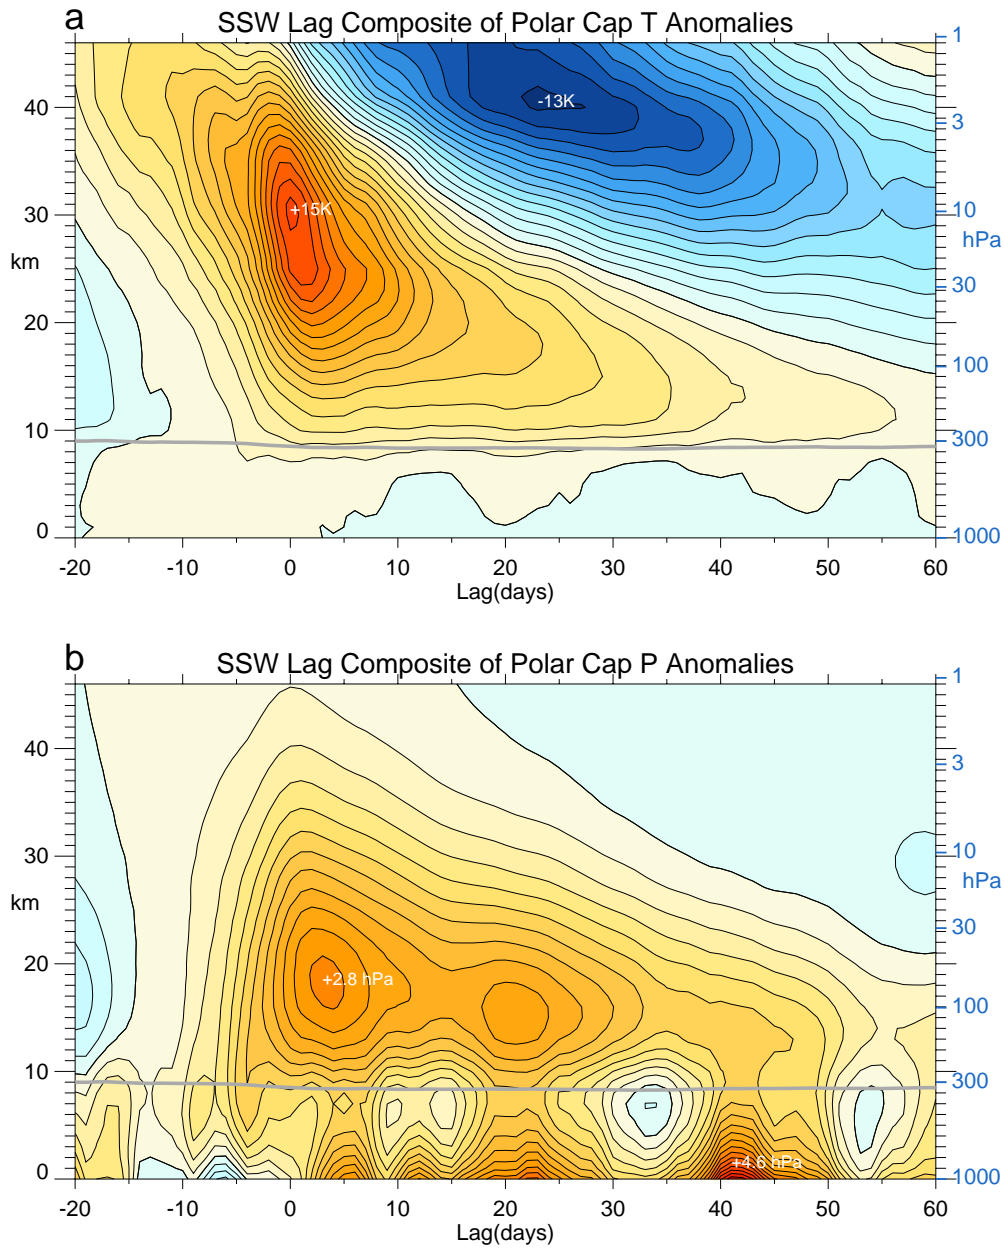 a
SSW Lag Composite of Polar Cap T Anomalies
1
40
-13K
3
30
+15K
10
hPa
km
30
20
100
10
300
0
1000
-20 -10 0 10 20 30 40 50 60
Lag(days)
b
SSW Lag Composite of Polar Cap P Anomalies
1
40
3
30
10
hPa
km
30
20
+2.8 hPa
100
10
300
+4.6 hPa
0
1000
-20 -10 0 10 20 30 40 50 60
Lag(days)